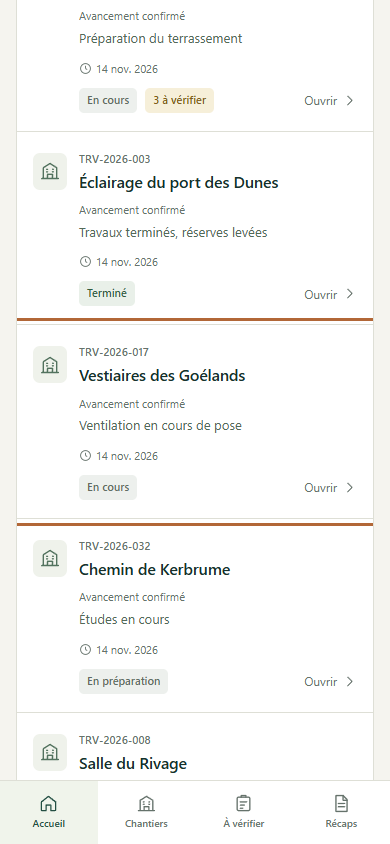 Avancement confirmé
Préparation du terrassement
14 nov. 2026
En cours
3 à vérifier
Ouvrir
TRV-2026-003
Éclairage du port des Dunes
Avancement confirmé
Travaux terminés, réserves levées
14 nov. 2026
Terminé
Ouvrir
TRV-2026-017
Vestiaires des Goélands
Avancement confirmé
Ventilation en cours de pose
14 nov. 2026
En cours
Ouvrir
TRV-2026-032
Chemin de Kerbrume
Avancement confirmé
Études en cours
14 nov. 2026
En préparation
Ouvrir
TRV-2026-008
Salle du Rivage
Accueil
Chantiers
À vérifier
Récaps